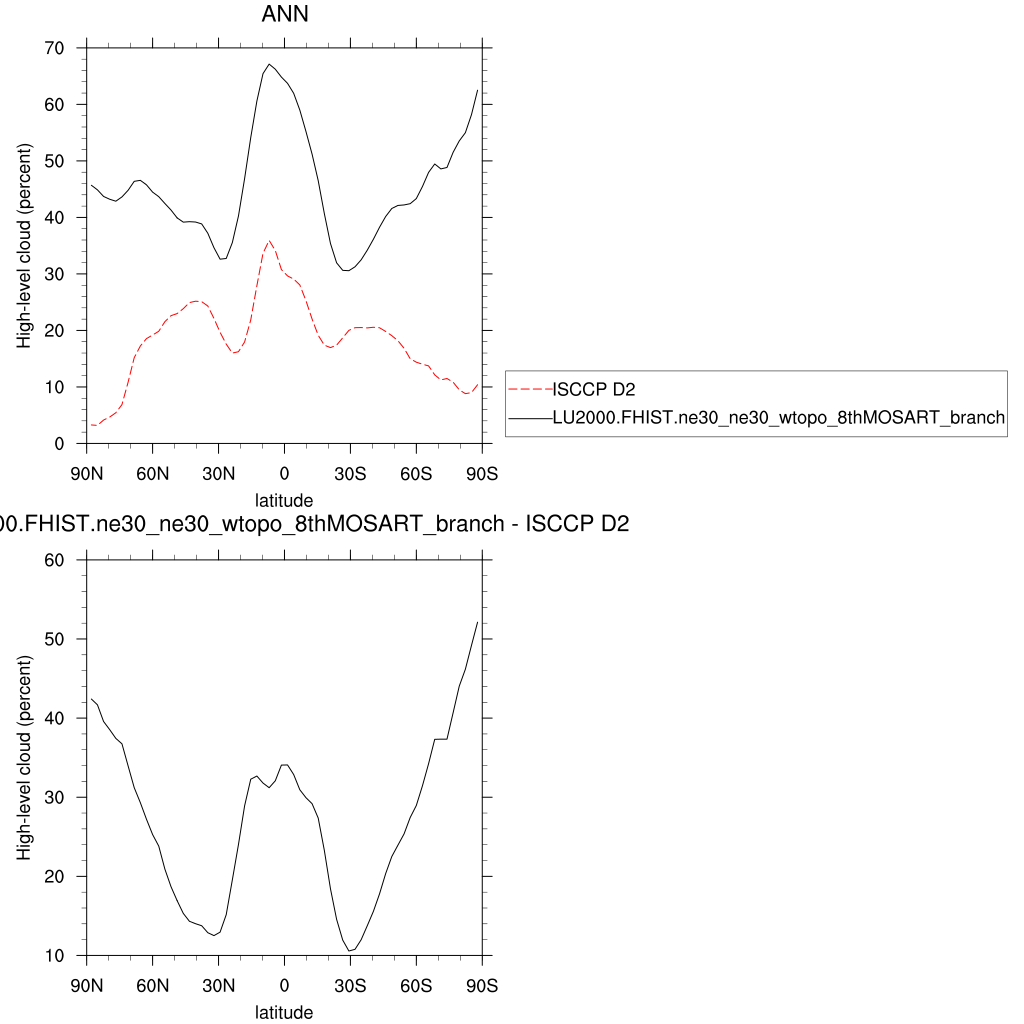 ANN
70
60
50
40
30
20
10
0
High-level cloud (percent)
90N 60N 30N 0 30S 60S 90S
latitude
ISCCP D2
LU2000.FHIST.ne30_ne30_wtopo_8thMOSART_branch
00.FHIST.ne30_ne30_wtopo_8thMOSART_branch - ISCCP D2
60
50
40
30
20
10
High-level cloud (percent)
90N 60N 30N 0 30S 60S 90S
latitude